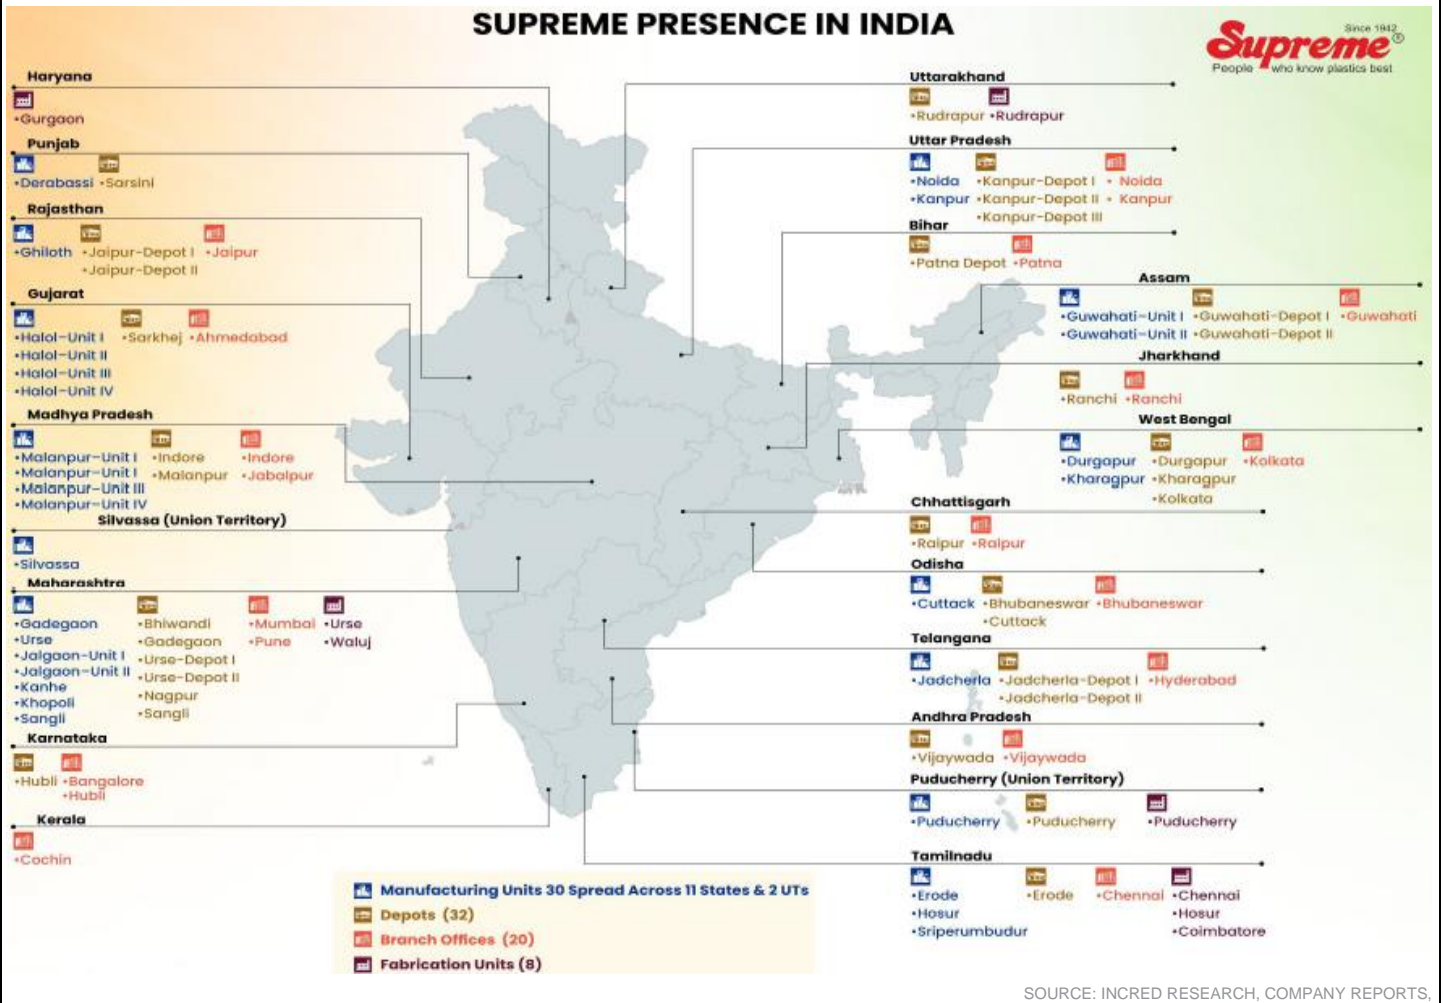 SUPREME PRESENCE IN INDIA
Since 1942
Supreme®
People who know plastics best
Haryana
•Gurgaon
Punjab
•Derabassi •Sarsini
Rajasthan
•Ghiloth •Jaipur-Depot I •Jaipur
•Jaipur-Depot II
Gujarat
•Halol-Unit I •Sarkhej •Ahmedabad
•Halol-Unit II
•Halol-Unit III
•Halol-Unit IV
Madhya Pradesh
•Malanpur-Unit I •Indore •Indore
•Malanpur-Unit I •Malanpur •Jabalpur
•Malanpur-Unit III
•Malanpur-Unit IV
Silvassa (Union Territory)
•Silvassa
Maharashtra
•Gadegaon •Bhiwandi •Mumbai •Urse
•Urse •Gadegaon •Pune •Waluj
•Jalgaon-Unit I •Urse-Depot I
•Jalgaon-Unit II •Urse-Depot II
•Kanhe •Nagpur
•Khopoli •Sangli
•Sangli
Karnataka
•Hubli •Bangalore
•Hubli
Kerala
•Cochin
Uttarakhand
•Rudrapur •Rudrapur
Uttar Pradesh
•Noida •Kanpur-Depot I • Noida
•Kanpur •Kanpur-Depot II • Kanpur
•Kanpur-Depot III
Bihar
•Patna Depot •Patna
Assam
•Guwahati-Unit I •Guwahati-Depot I •Guwahati
•Guwahati-Unit II •Guwahati-Depot II
Jharkhand
•Ranchi •Ranchi
West Bengal
•Durgapur •Durgapur •Kolkata
•Kharagpur •Kharagpur
•Kolkata
Chhattisgarh
•Raipur •Raipur
Odisha
•Cuttack •Bhubaneswar •Bhubaneswar
•Cuttack
Telangana
•Jadcherla •Jadcherla-Depot I •Hyderabad
•Jadcherla-Depot II
Andhra Pradesh
•Vijaywada •Vijaywada
Puducherry (Union Territory)
•Puducherry •Puducherry •Puducherry
Tamilnadu
•Erode •Erode •Chennai •Chennai
•Hosur •Hosur
•Sriperumbudur •Coimbatore
Manufacturing Units 30 Spread Across 11 States & 2 UTs
Depots (32)
Branch Offices (20)
Fabrication Units (8)
SOURCE: INCRED RESEARCH, COMPANY REPORTS,